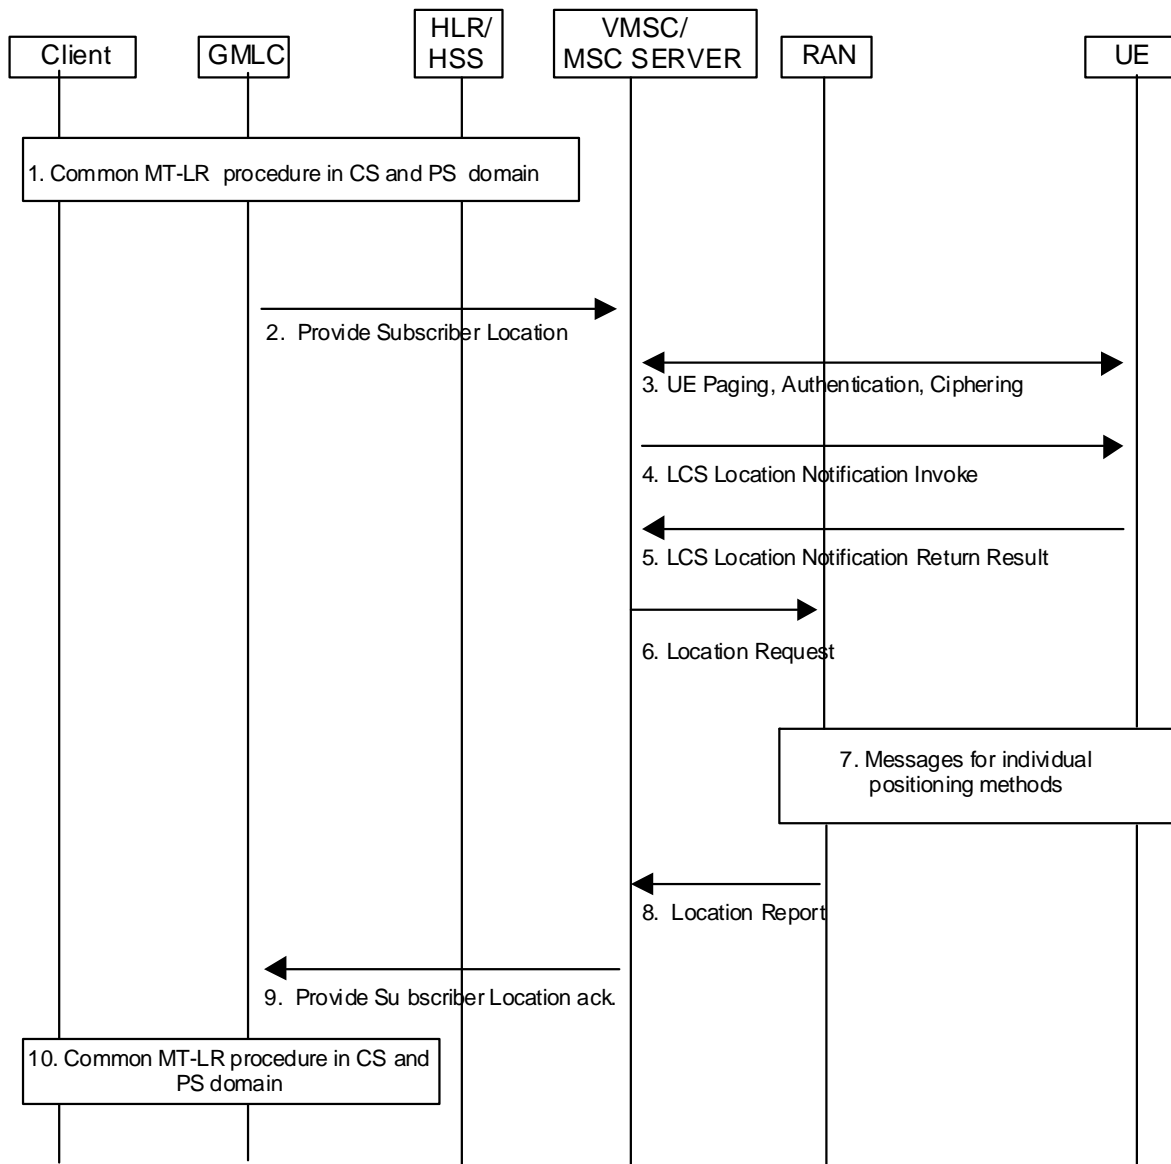 Client
GMLC
HLR/
HSS
VMSC/
MSC SERVER
RAN
UE
1. Common MT-LR procedure in CS and PS domain
2. Provide Subscriber Location
3. UE Paging, Authentication, Ciphering
4. LCS Location Notification Invoke
5. LCS Location Notification Return Result
6. Location Request
7. Messages for individual
positioning methods
8. Location Report
9. Provide Su bscriber Location ack.
10. Common MT-LR procedure in CS and
PS domain